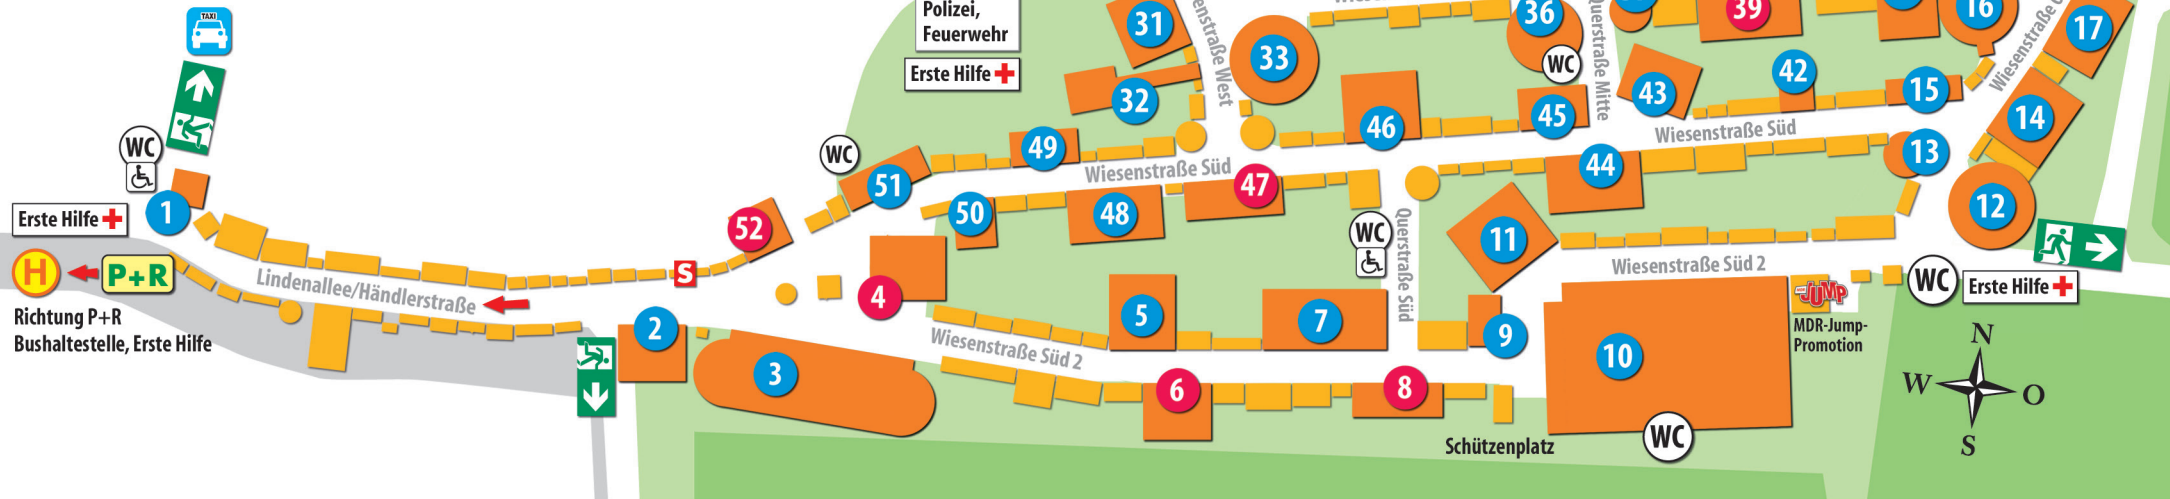 TAXI
Polizei,
Feuerwehr
Erste Hilfe
31
33
36
39
16
17
WC
32
43
42
15
14
WC
49
46
45
Wiesenstraße Süd
13
WC
51
Wiesenstraße Süd
47
44
Querstraße Mitte
1
Erste Hilfe
52
50
48
WC
11
12
H
P+R
Lindenallee/Händlerstraße
S
4
Querstraße Süd
Wiesenstraße Süd 2
WC
Erste Hilfe
Richtung P+R
Bushaltestelle, Erste Hilfe
2
3
5
7
9
10
JUMP
MDR-Jump-
Promotion
Wiesenstraße Süd 2
6
8
Schützenplatz
WC
N
W
O
S